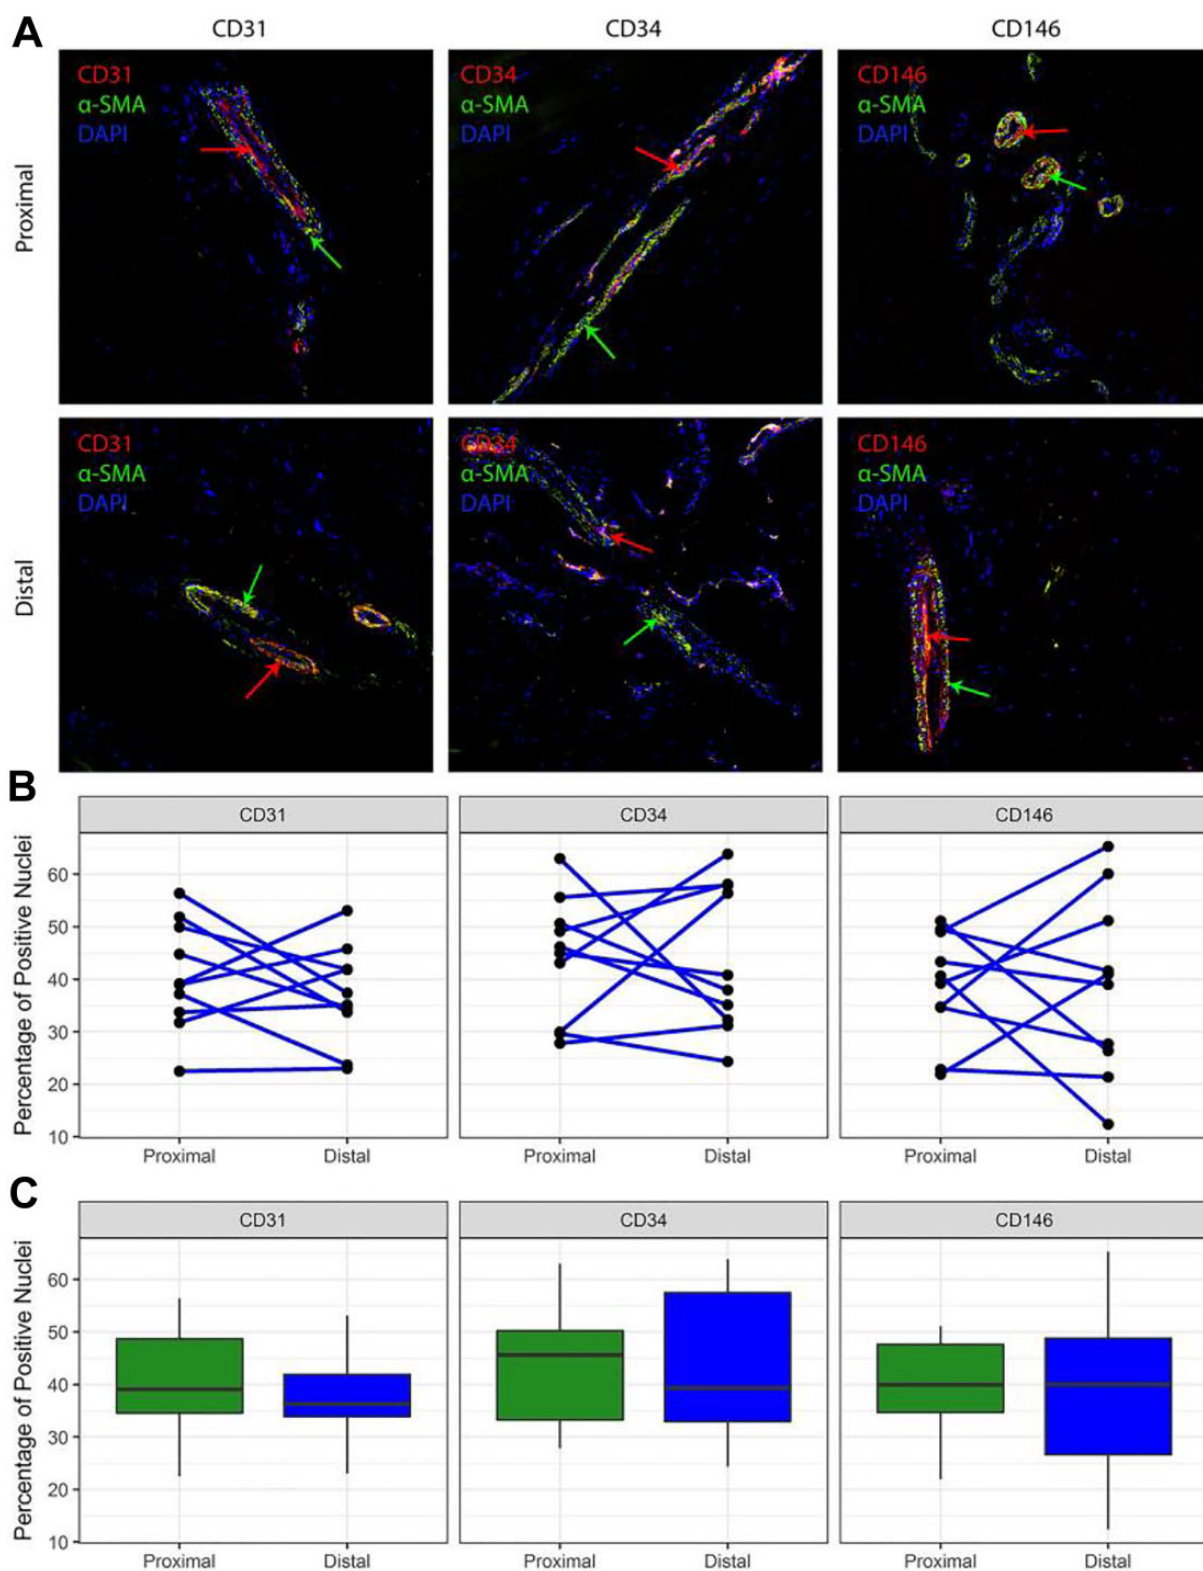 A
CD31 CD34 CD146
Proximal
CD31
α-SMA
DAPI
CD34
α-SMA
DAPI
CD146
α-SMA
DAPI
Distal
CD31
α-SMA
DAPI
CD34
α-SMA
DAPI
CD146
α-SMA
DAPI
B
CD31 CD34 CD146
Percentage of Positive Nuclei
60
50
40
30
20
10
Proximal Distal Proximal Distal Proximal Distal
C
CD31 CD34 CD146
Percentage of Positive Nuclei
60
50
40
30
20
10
Proximal Distal Proximal Distal Proximal Distal